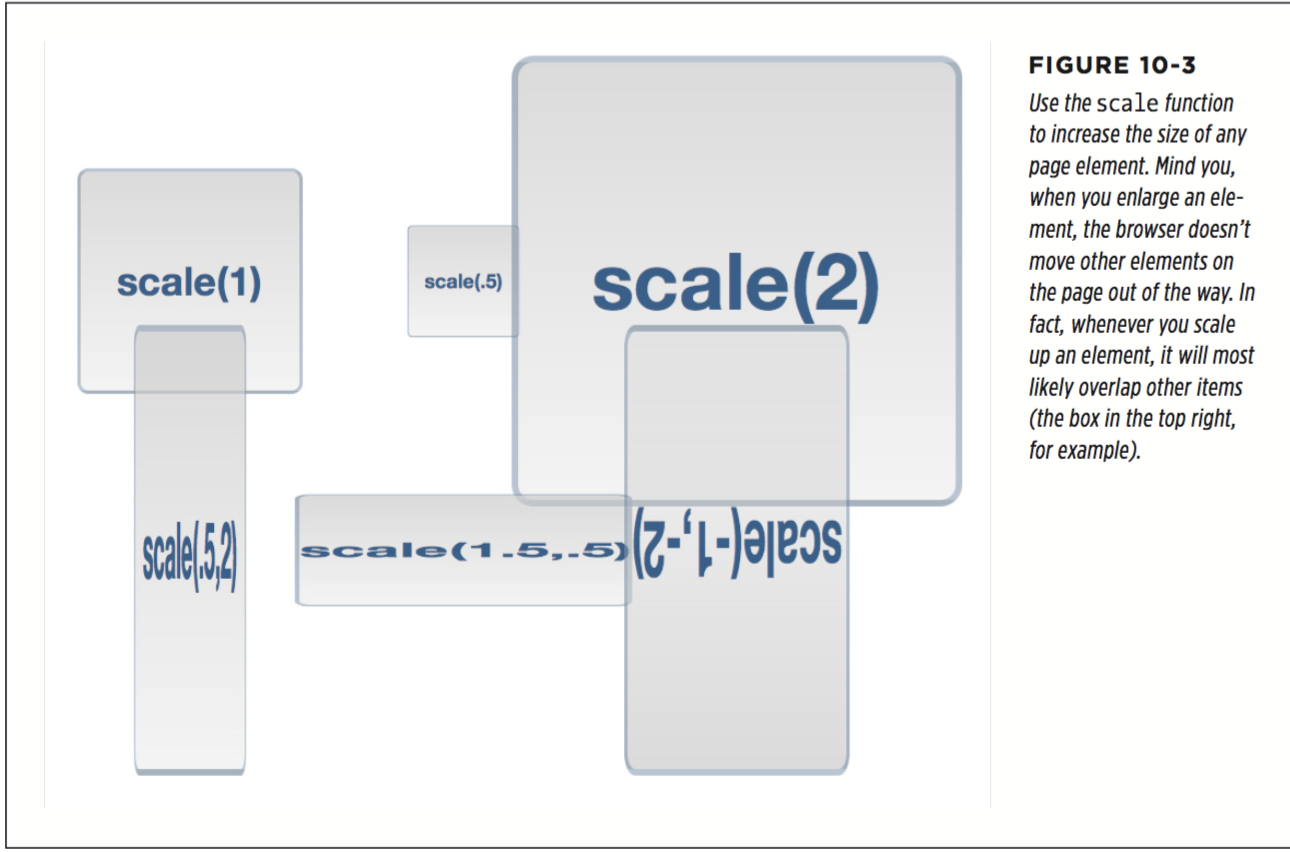 scale(1)
scale(.5)
scale(2)
scale(.5,2)
scale(1.5,.5)
scale(-1,-2)
FIGURE 10-3
Use the scale function
to increase the size of any
page element. Mind you,
when you enlarge an ele-
ment, the browser doesn’t
move other elements on
the page out of the way. In
fact, whenever you scale
up an element, it will most
likely overlap other items
(the box in the top right,
for example).